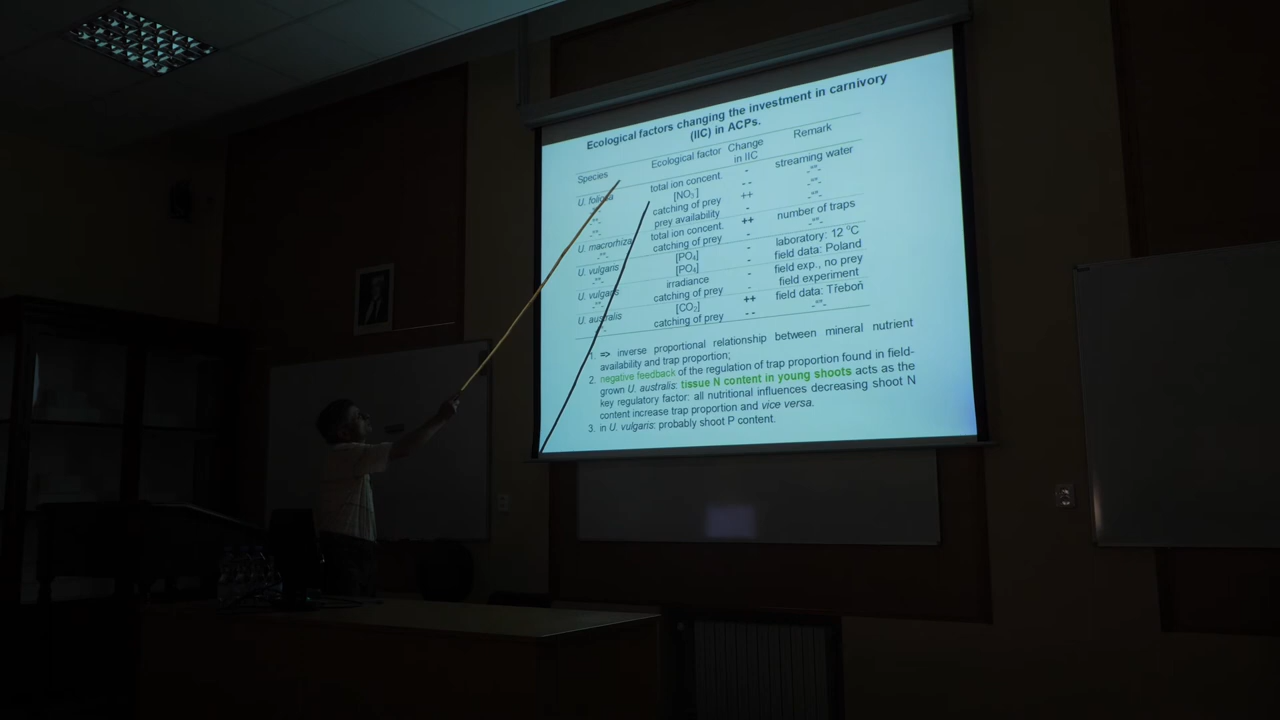 Ecological factors changing the investment in carnivory
(IIC) in ACPs.
Species Ecological factor Change in IIC Remark
U. foliosa total ion concent. - streaming water
-""- [NO₃⁻] - - -""-
-""- catching of prey ++ -""-
-""- prey availability - -""-
U. macrorhiza total ion concent. ++ number of traps
-""- catching of prey - -""-
U. vulgaris [PO₄] - laboratory: 12 °C
-""- [PO₄] - field data: Poland
U. vulgaris irradiance - field exp., no prey
-""- catching of prey - field experiment
U. australis [CO₂] ++ field data: Třeboň
-""- catching of prey - - -""-
1. => inverse proportional relationship between mineral nutrient
availability and trap proportion;
2. negative feedback of the regulation of trap proportion found in field-
grown U. australis: tissue N content in young shoots acts as the
key regulatory factor: all nutritional influences decreasing shoot N
content increase trap proportion and vice versa.
3. in U. vulgaris: probably shoot P content.